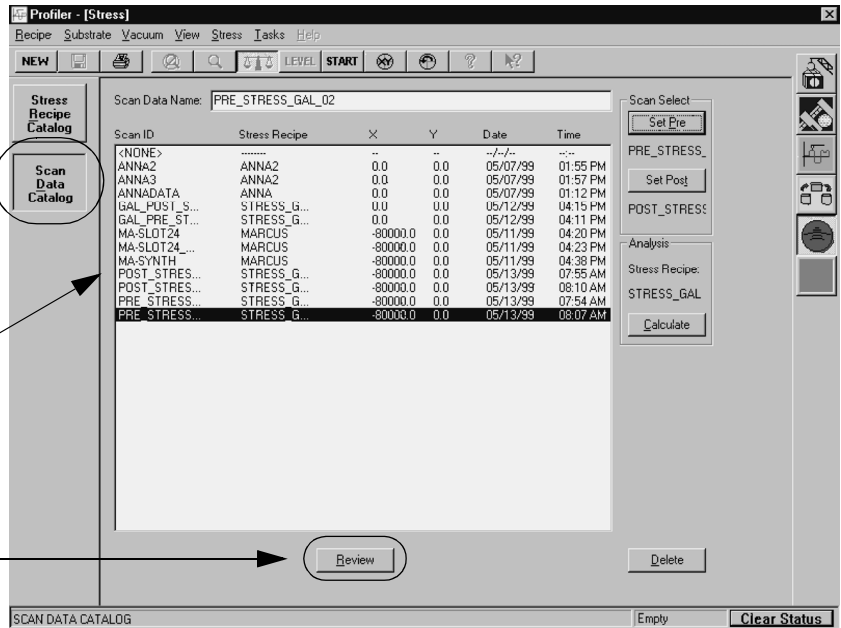 Profiler - [Stress]
Recipe Substrate Vacuum View Stress Tasks Help
NEW LEVEL START XY
Stress Recipe Catalog
Scan Data Catalog
Scan Data Name: PRE_STRESS_GAL_02
Scan ID Stress Recipe X Y Date Time
<NONE> -------- -- -- --/--/-- --:--
ANNA2 ANNA2 0.0 0.0 05/07/99 01:55 PM
ANNA3 ANNA2 0.0 0.0 05/07/99 01:57 PM
ANNADATA ANNA 0.0 0.0 05/07/99 01:12 PM
GAL_POST_S... STRESS_G... 0.0 0.0 05/12/99 04:15 PM
GAL_PRE_ST... STRESS_G... 0.0 0.0 05/12/99 04:11 PM
MA-SLOT24 MARCUS -80000.0 0.0 05/11/99 04:20 PM
MA-SLOT24_... MARCUS -80000.0 0.0 05/11/99 04:23 PM
MA-SYNTH MARCUS -80000.0 0.0 05/11/99 04:38 PM
POST_STRES... STRESS_G... -80000.0 0.0 05/13/99 07:55 AM
POST_STRES... STRESS_G... -80000.0 0.0 05/13/99 08:10 AM
PRE_STRESS... STRESS_G... -80000.0 0.0 05/13/99 07:54 AM
PRE_STRESS... STRESS_G... -80000.0 0.0 05/13/99 08:07 AM
Scan Select
Set Pre
PRE_STRESS_
Set Post
POST_STRESS
Analysis
Stress Recipe:
STRESS_GAL
Calculate
Review
Delete
SCAN DATA CATALOG Empty Clear Status